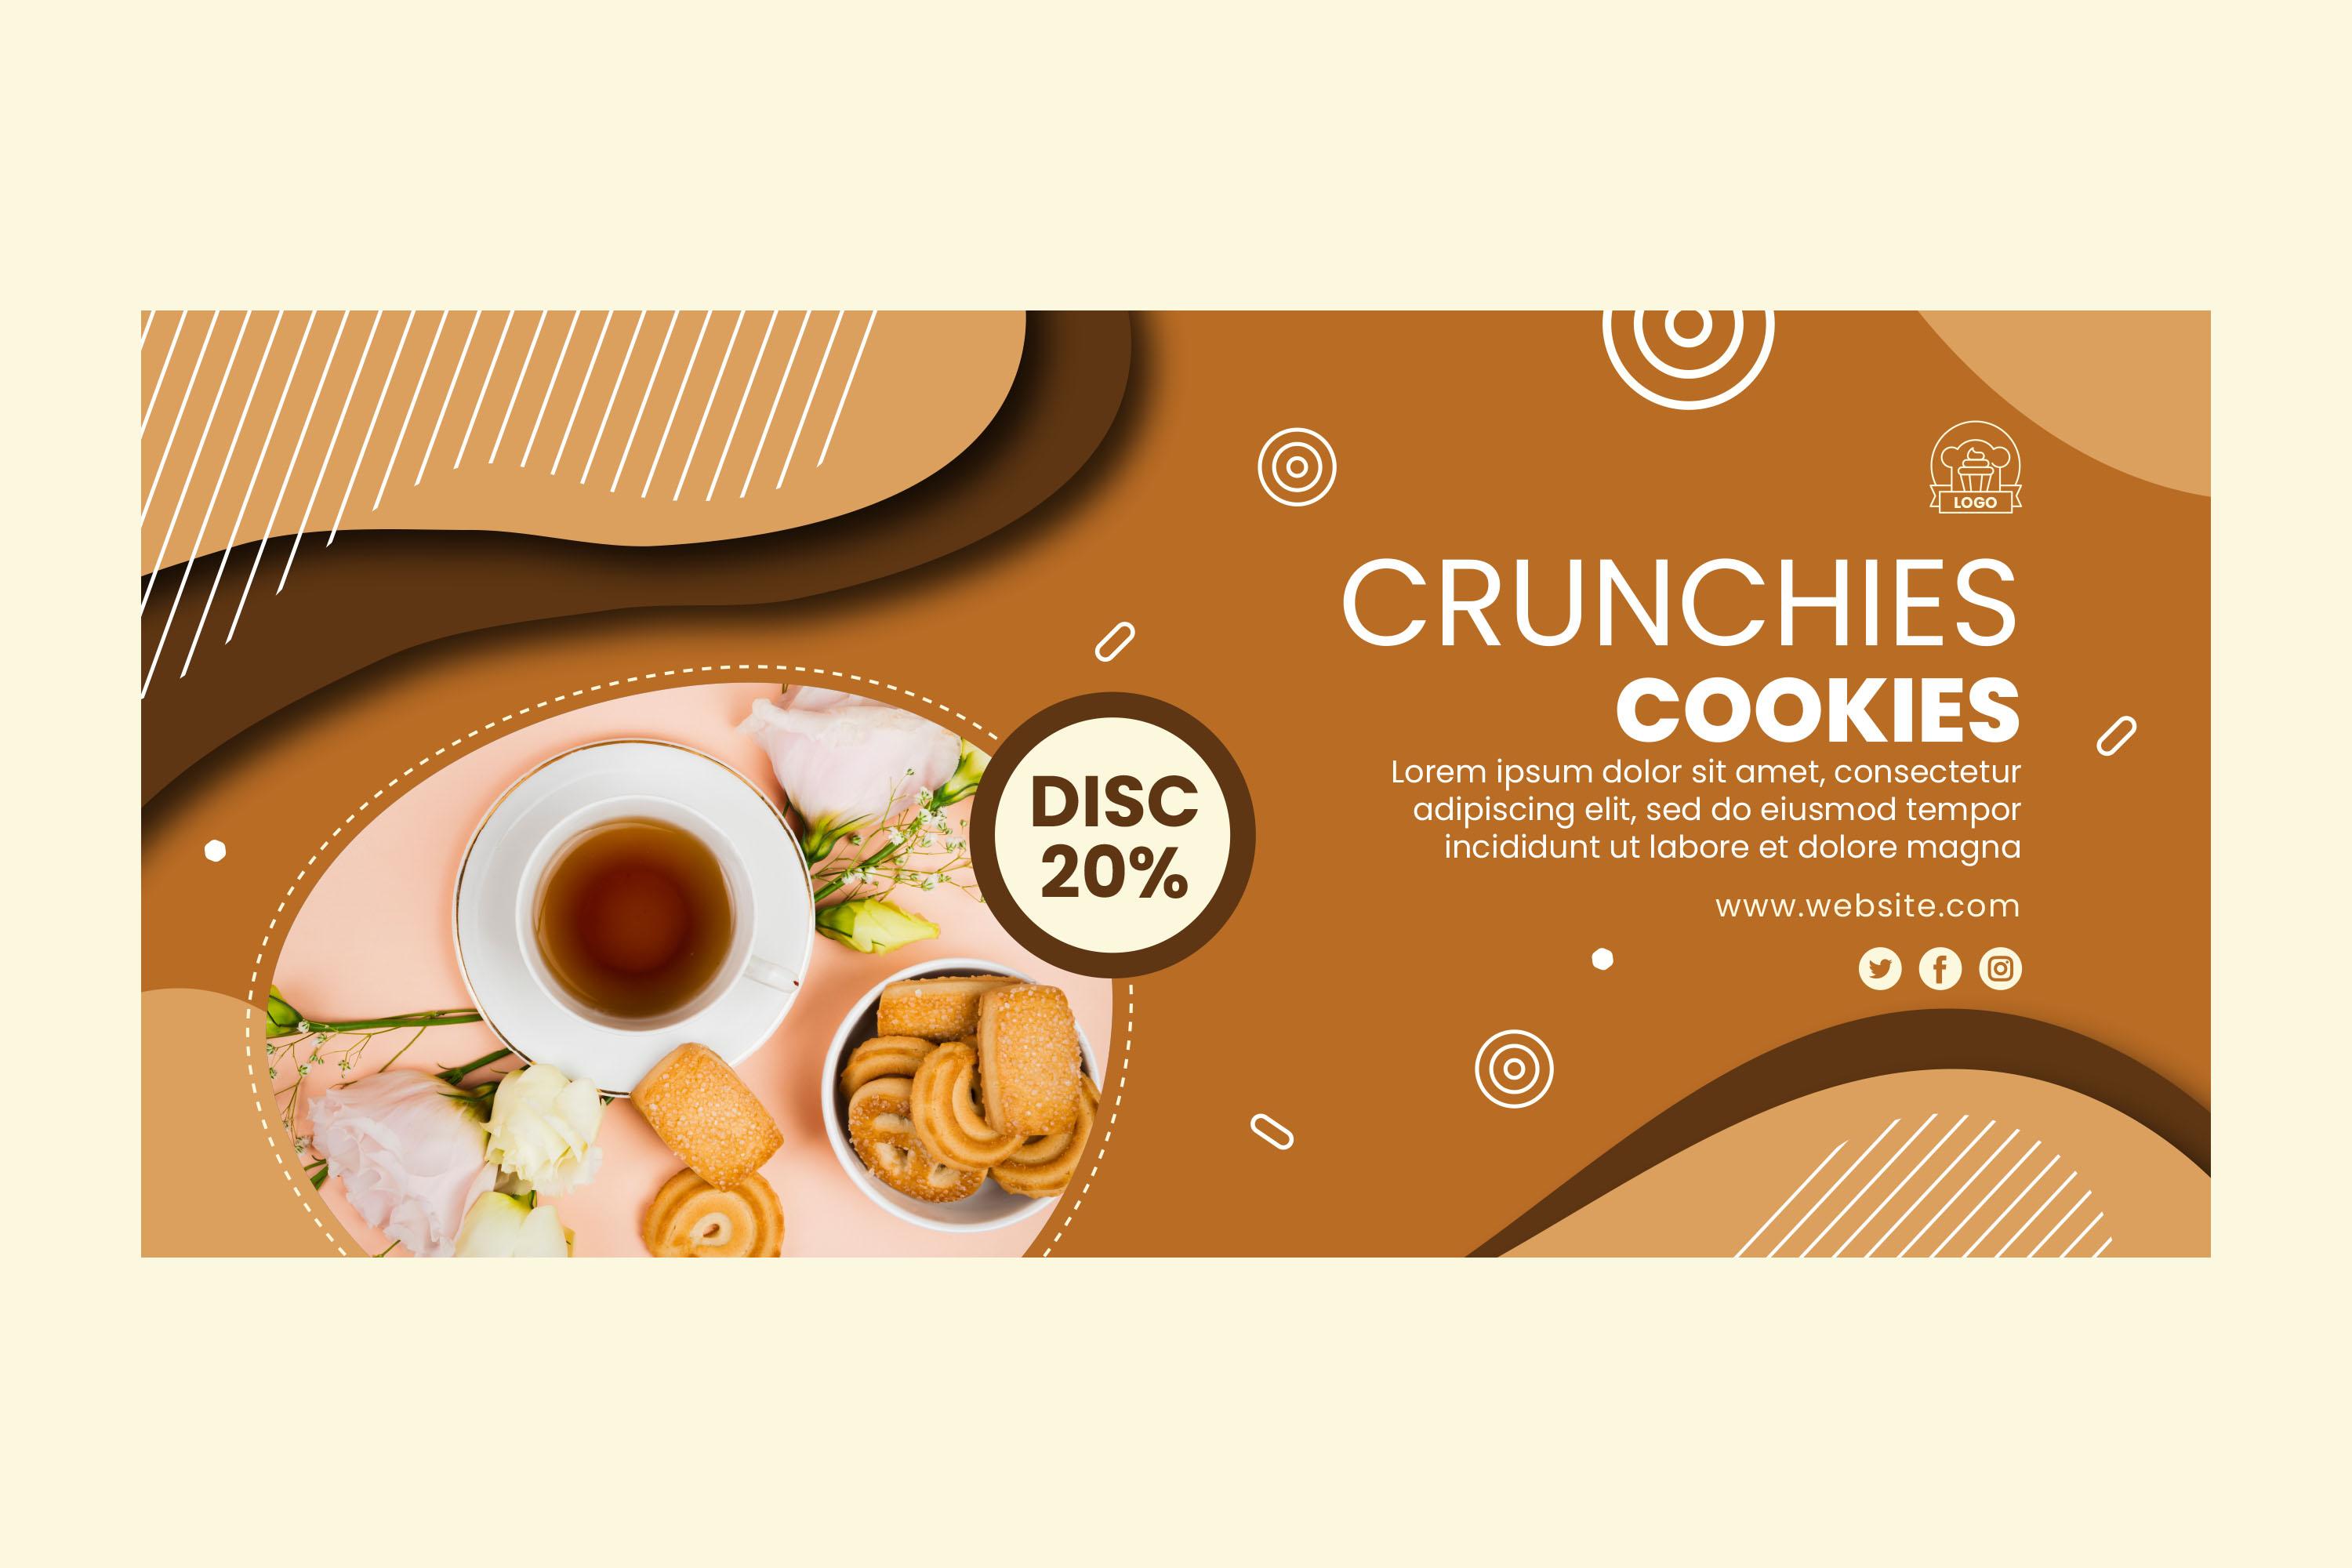 LOGO
CRUNCHIES
COOKIES
Lorem ipsum dolor sit amet, consectetur
adipiscing elit, sed do eiusmod tempor
incididunt ut labore et dolore magna
www.website.com
DISC
20%